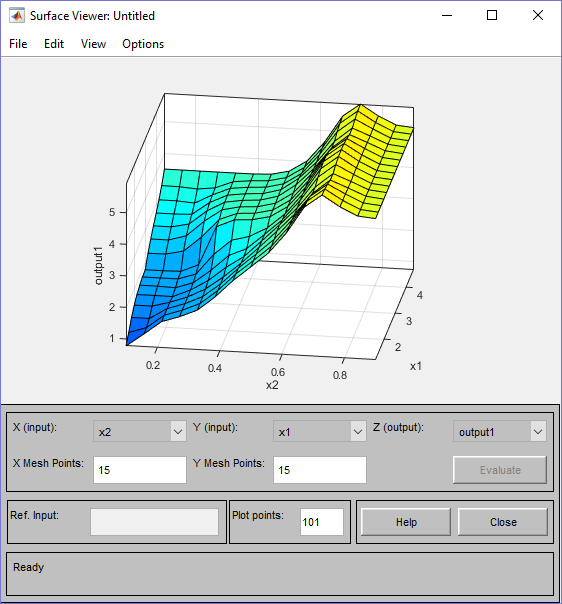 Surface Viewer: Untitled
File Edit View Options
5
4
3
2
1
output1
0.2
0.4
0.6
0.8
x2
2
3
4
x1
X (input): x2 Y (input): x1 Z (output): output1
X Mesh Points: 15 Y Mesh Points: 15 Evaluate
Ref. Input: Plot points: 101 Help Close
Ready